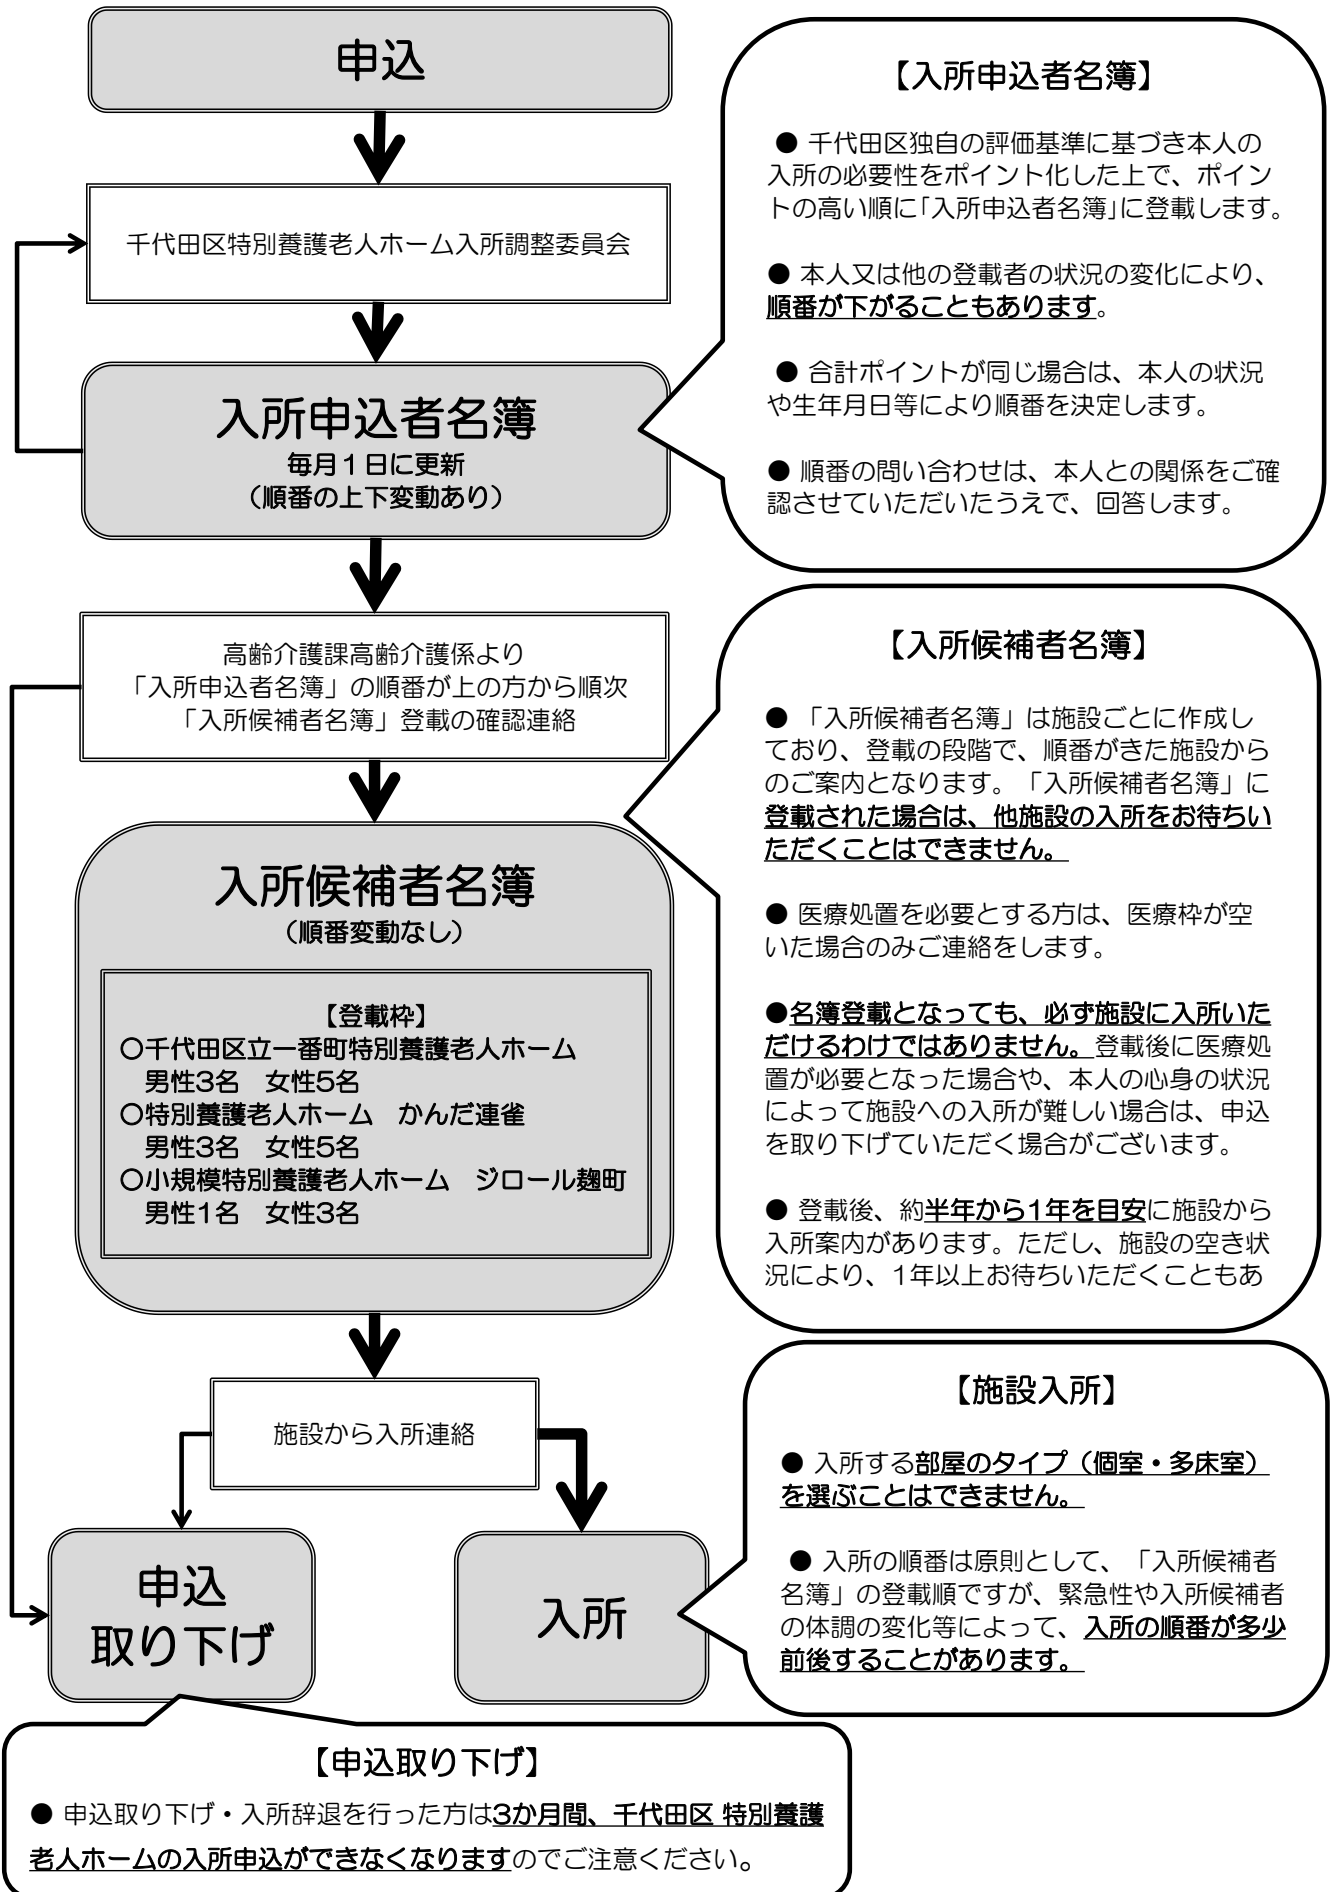 申込
千代田区特別養護老人ホーム入所調整委員会
入所申込者名簿
毎月１日に更新
（順番の上下変動あり）
【入所申込者名簿】
● 千代田区独自の評価基準に基づき本人の
入所の必要性をポイント化した上で、ポイン
トの高い順に「入所申込者名簿」に登載します。
● 本人又は他の登載者の状況の変化により、
順番が下がることもあります。
● 合計ポイントが同じ場合は、本人の状況
や生年月日等により順番を決定します。
● 順番の問い合わせは、本人との関係をご確
認させていただいたうえで、回答します。
高齢介護課高齢介護係より
「入所申込者名簿」の順番が上の方から順次
「入所候補者名簿」登載の確認連絡
入所候補者名簿
（順番変動なし）
【登載枠】
○千代田区立一番町特別養護老人ホーム
男性3名　女性5名
○特別養護老人ホーム　かんだ連雀
男性3名　女性5名
○小規模特別養護老人ホーム　ジロール麹町
男性1名　女性3名
【入所候補者名簿】
● 「入所候補者名簿」は施設ごとに作成し
ており、登載の段階で、順番がきた施設から
のご案内となります。「入所候補者名簿」に
登載された場合は、他施設の入所をお待ちい
ただくことはできません。
● 医療処置を必要とする方は、医療枠が空
いた場合のみご連絡をします。
●名簿登載となっても、必ず施設に入所いた
だけるわけではありません。登載後に医療処
置が必要となった場合や、本人の心身の状況
によって施設への入所が難しい場合は、申込
を取り下げていただく場合がございます。
● 登載後、約半年から1年を目安に施設から
入所案内があります。ただし、施設の空き状
況により、1年以上お待ちいただくこともあ
施設から入所連絡
申込
取り下げ
入所
【施設入所】
● 入所する部屋のタイプ（個室・多床室）
を選ぶことはできません。
● 入所の順番は原則として、「入所候補者
名簿」の登載順ですが、緊急性や入所候補者
の体調の変化等によって、入所の順番が多少
前後することがあります。
【申込取り下げ】
● 申込取り下げ・入所辞退を行った方は3か月間、千代田区 特別養護
老人ホームの入所申込ができなくなりますのでご注意ください。